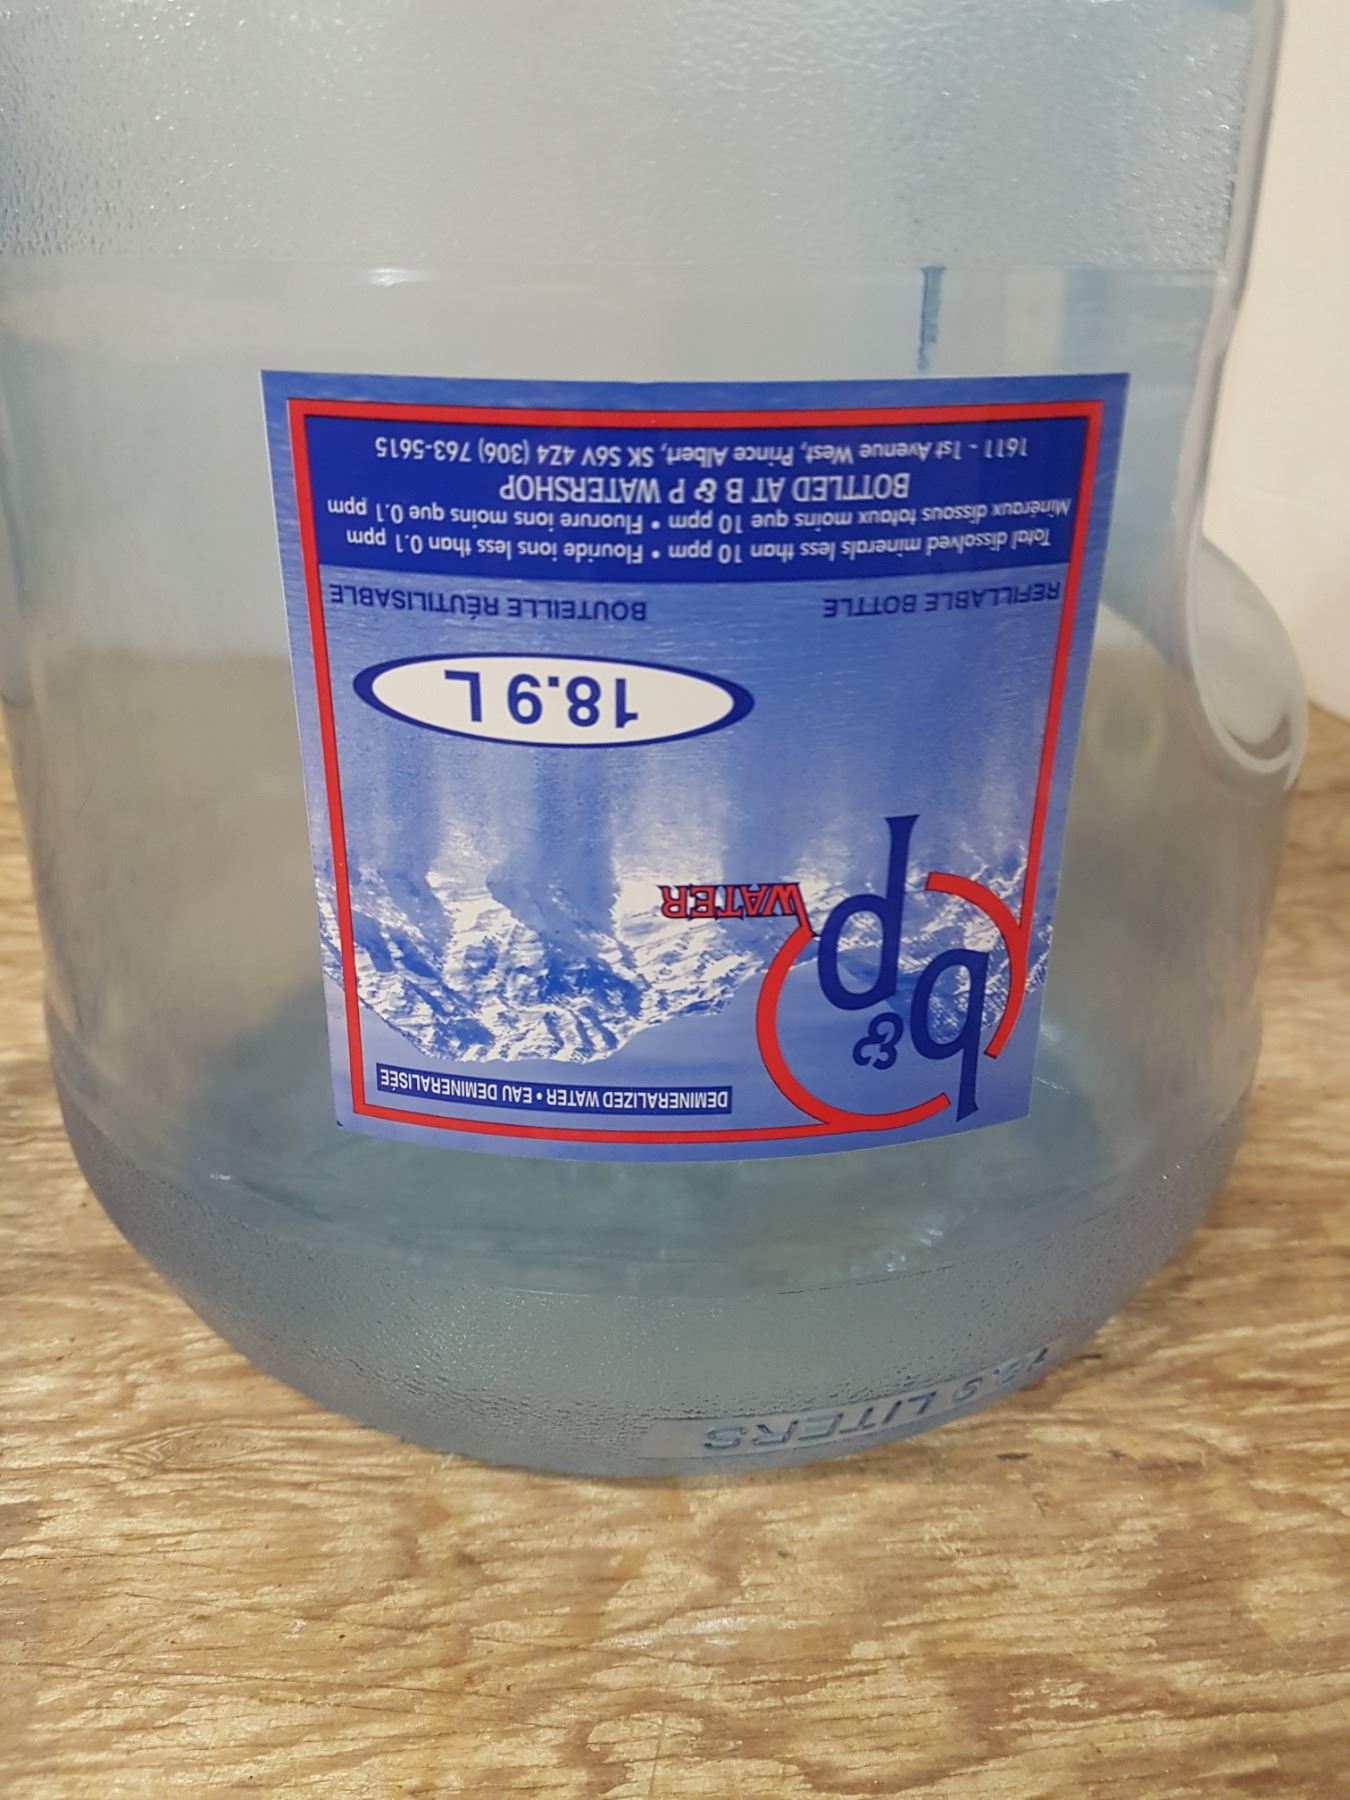 b&p
WATER
DEMINERALIZED WATER • EAU DEMINERALISÉE
18.9 L
REFILLABLE BOTTLE BOUTEILLE RÉUTILISABLE
Total dissolved minerals less than 10 ppm • Flouride ions less than 0.1 ppm
Minéraux dissous totaux moins que 10 ppm • Fluorure ions moins que 0.1 ppm
BOTTLED AT B & P WATERSHOP
1611 - 1st Avenue West, Prince Albert, SK S6V 4Z4 (306) 763-5615
18.9 LITERS